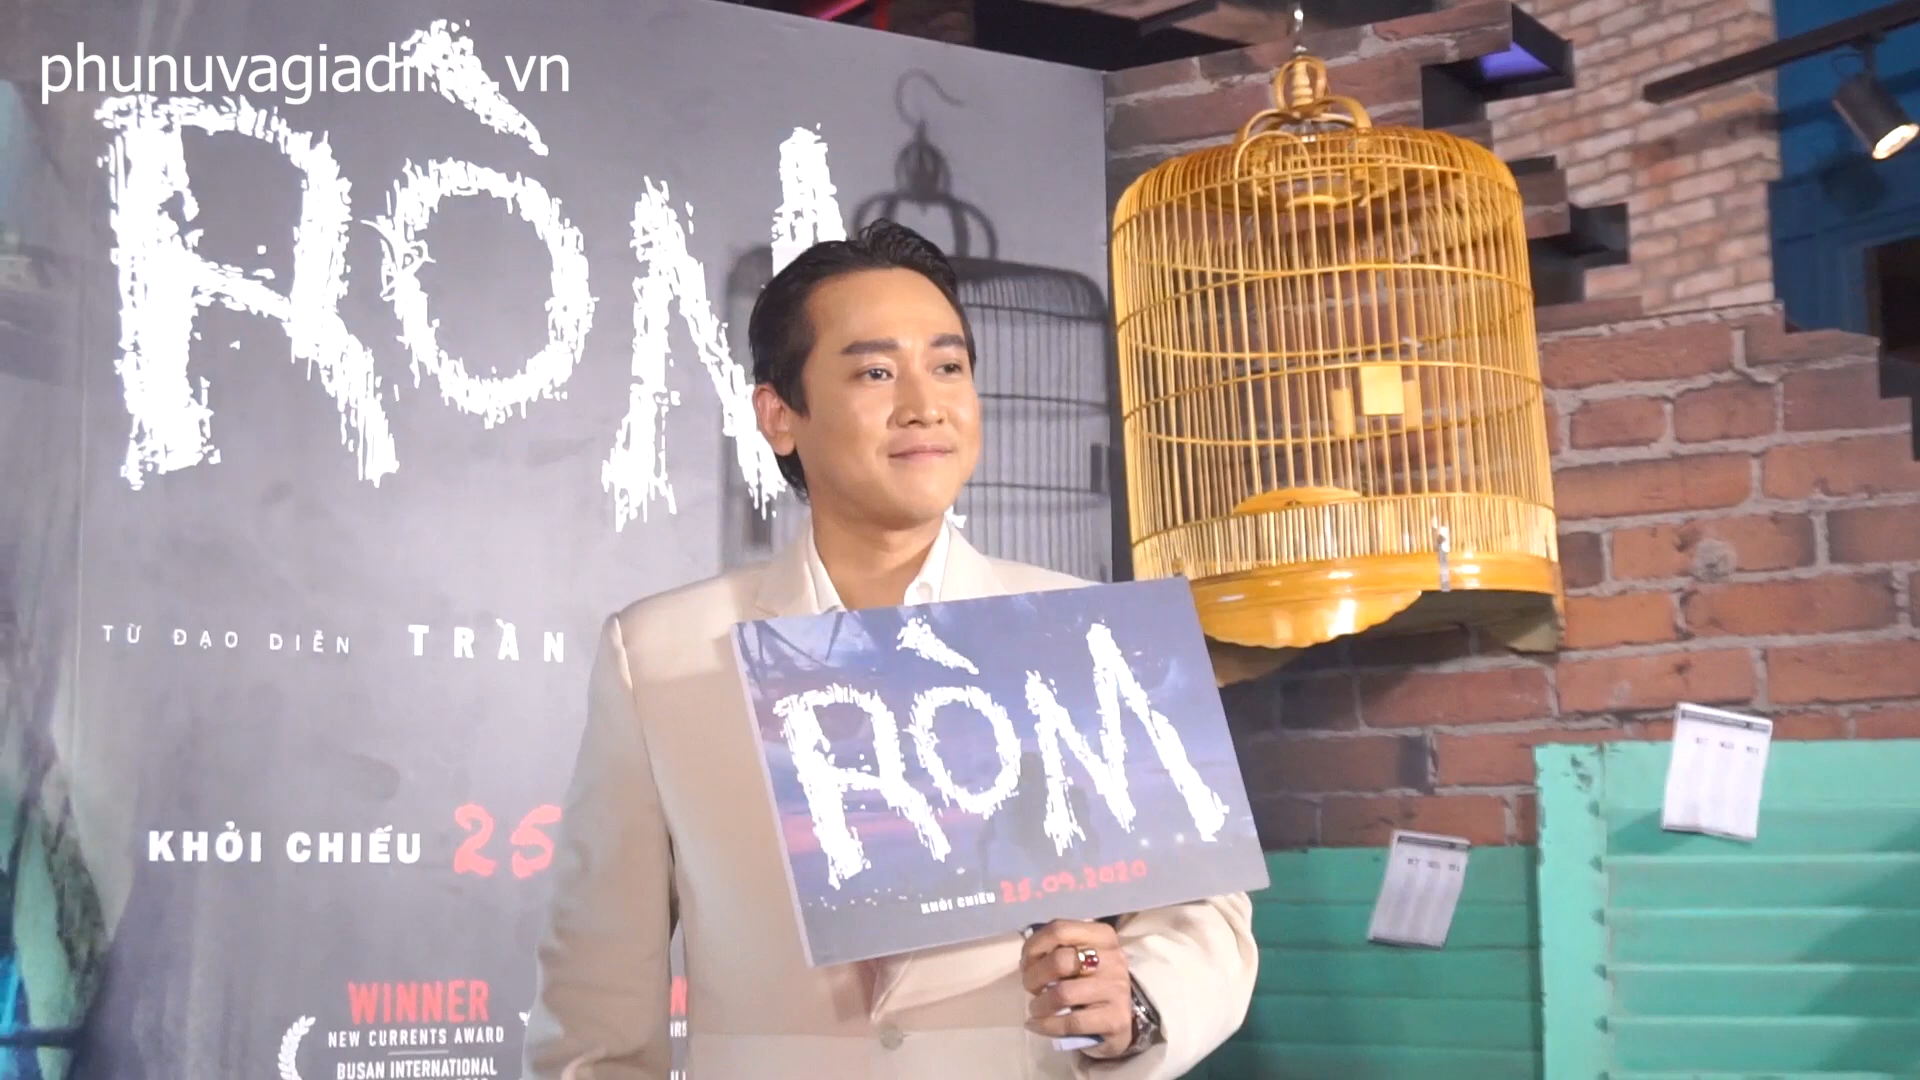 phunuvagiadinh.vn
RÒM
TỪ ĐẠO DIỄN TRẦN
KHỞI CHIẾU 25
WINNER
NEW CURRENTS AWARD
BUSAN INTERNATIONAL
RÒM
KHỞI CHIẾU 25.09.2020